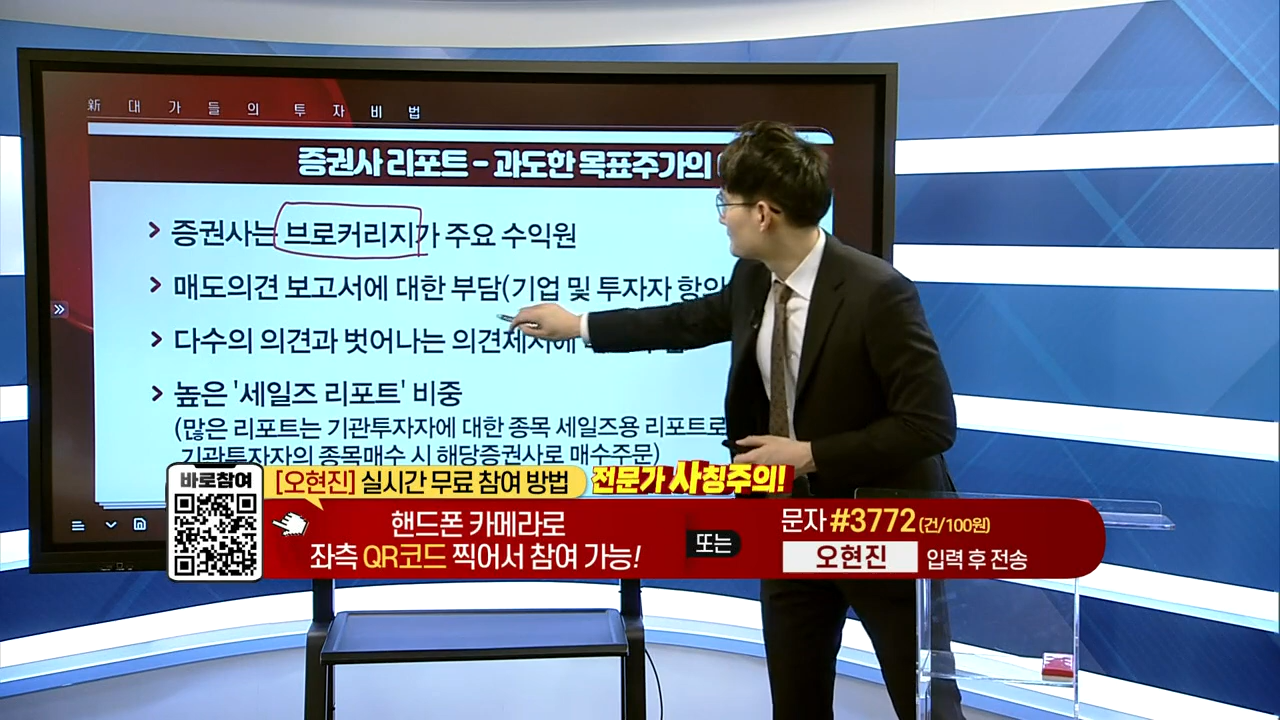 新 대 가 들 의 투 자 비 법
증권사 리포트 - 과도한 목표주가의
증권사는 브로커리지가 주요 수익원
매도의견 보고서에 대한 부담(기업 및 투자자 항의
다수의 의견과 벗어나는 의견제시에
높은 '세일즈 리포트' 비중
(많은 리포트는 기관투자자에 대한 종목 세일즈용 리포트로
기관투자자의 종목매수 시 해당증권사로 매수주문)
바로참여
[오현진] 실시간 무료 참여 방법
전문가 사칭주의!
핸드폰 카메라로
좌측 QR코드 찍어서 참여 가능!
또는
문자 #3772 (건/100원)
오현진 입력 후 전송